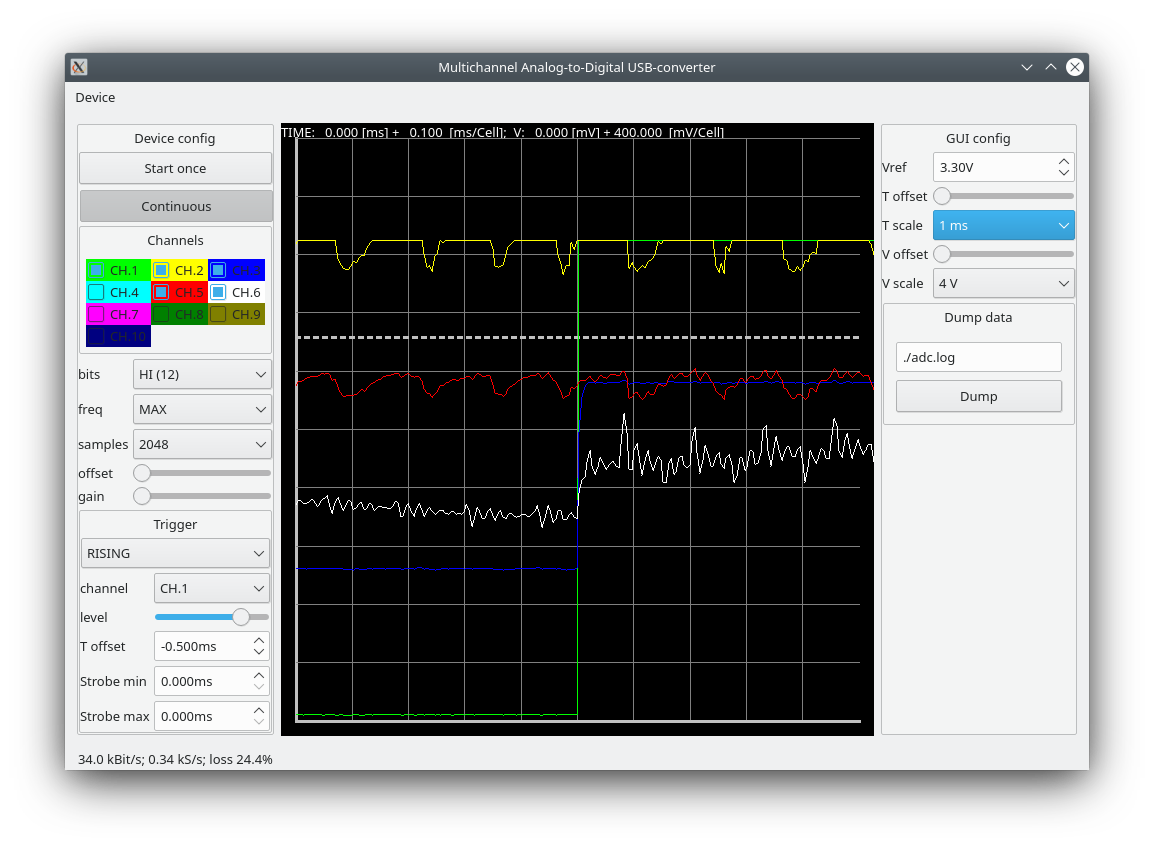 Multichannel Analog-to-Digital USB-converter
Device
Device config
Start once
Continuous
Channels
CH.1 CH.2 CH.3
CH.4 CH.5 CH.6
CH.7 CH.8 CH.9
CH.10
bits HI (12)
freq MAX
samples 2048
offset
gain
Trigger
RISING
channel CH.1
level
T offset -0.500ms
Strobe min 0.000ms
Strobe max 0.000ms
34.0 kBit/s; 0.34 kS/s; loss 24.4%
TIME: 0.000 [ms] + 0.100 [ms/Cell]; V: 0.000 [mV] + 400.000 [mV/Cell]
GUI config
Vref 3.30V
T offset
T scale 1 ms
V offset
V scale 4 V
Dump data
./adc.log
Dump